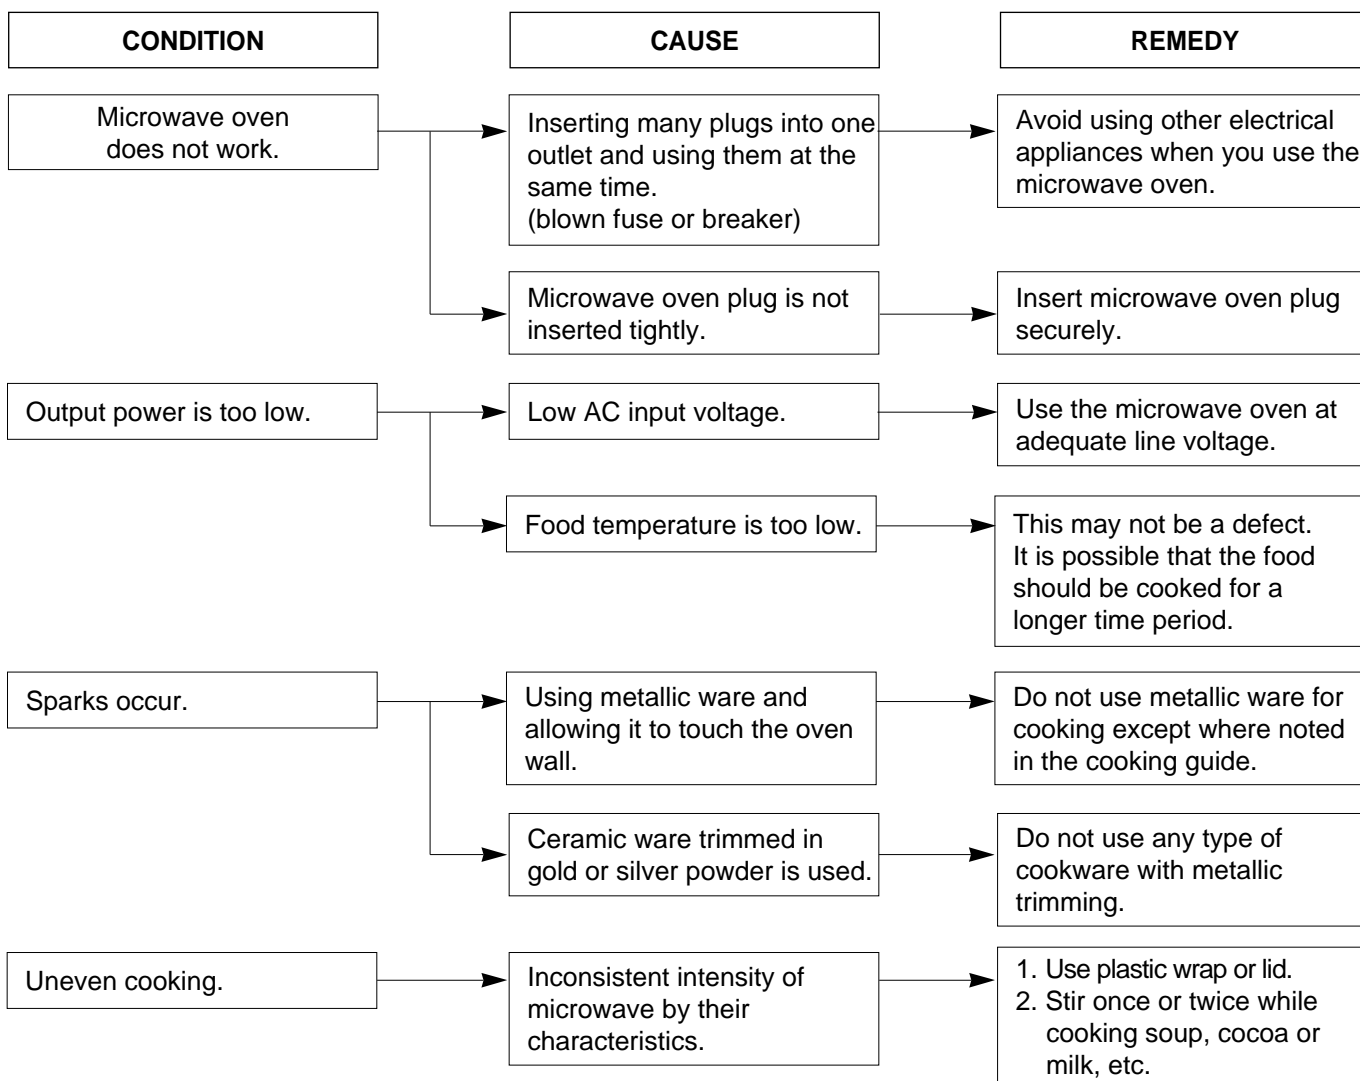 CONDITION
CAUSE
REMEDY
Microwave oven
does not work.
Inserting many plugs into one
outlet and using them at the
same time.
(blown fuse or breaker)
Avoid using other electrical
appliances when you use the
microwave oven.
Microwave oven plug is not
inserted tightly.
Insert microwave oven plug
securely.
Output power is too low.
Low AC input voltage.
Use the microwave oven at
adequate line voltage.
Food temperature is too low.
This may not be a defect.
It is possible that the food
should be cooked for a
longer time period.
Sparks occur.
Using metallic ware and
allowing it to touch the oven
wall.
Do not use metallic ware for
cooking except where noted
in the cooking guide.
Ceramic ware trimmed in
gold or silver powder is used.
Do not use any type of
cookware with metallic
trimming.
Uneven cooking.
Inconsistent intensity of
microwave by their
characteristics.
1. Use plastic wrap or lid.
2. Stir once or twice while
cooking soup, cocoa or
milk, etc.